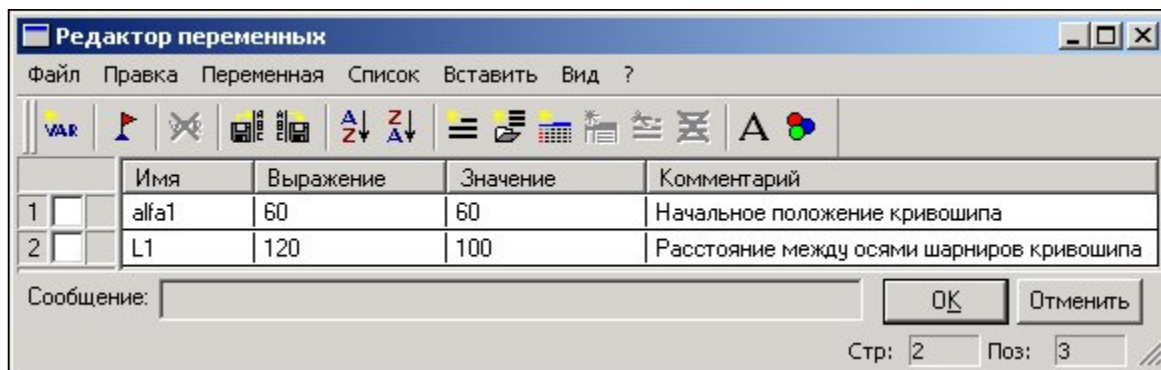 Редактор переменных
Файл Правка Переменная Список Вставить Вид ?
VAR A Z Z A A
Имя Выражение Значение Комментарий
1 alfa1 60 60 Начальное положение кривошипа
2 L1 120 100 Расстояние между осями шарниров кривошипа
Сообщение: OK Отменить
Стр: 2 Поз: 3